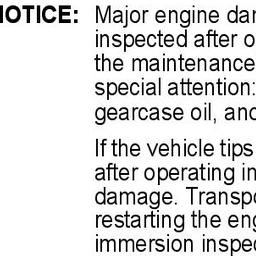 OTICE: Major engine dar
inspected after o
the maintenance
special attention:
gearcase oil, and
If the vehicle tips
after operating in
damage. Transpo
restarting the eng
immersion inspec